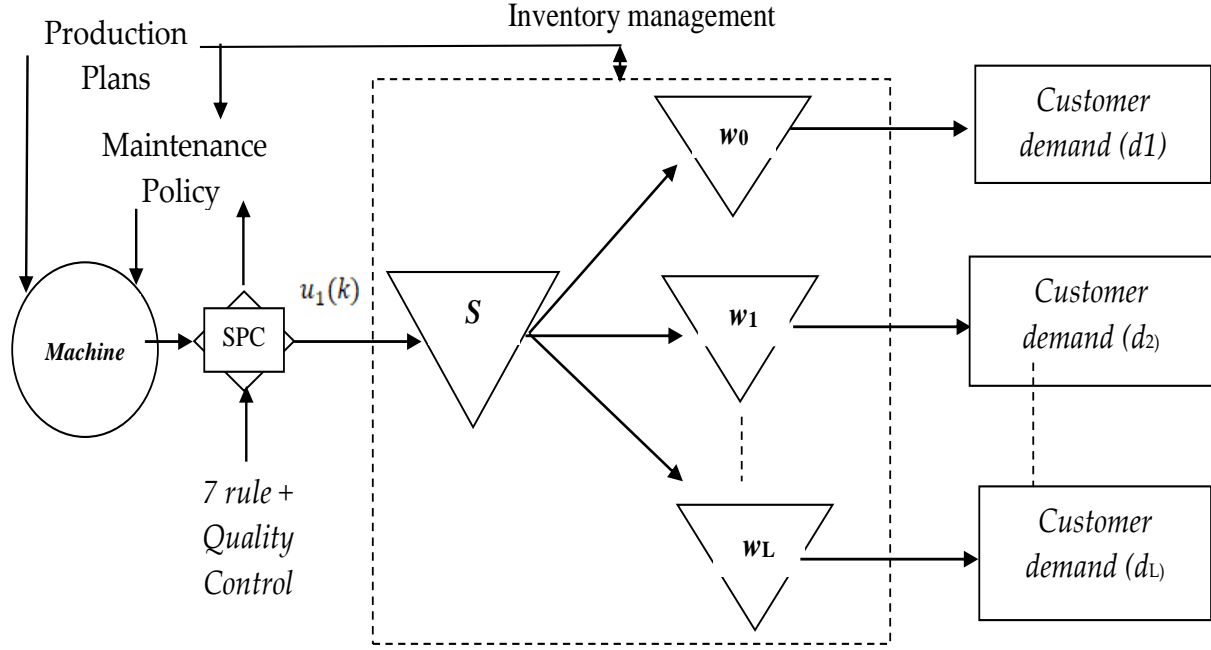 Inventory management
Production
Plans
Maintenance
Policy
Machine
SPC
u₁(k)
7 rule +
Quality
Control
S
w0
w1
wL
Customer
demand (d1)
Customer
demand (d2)
Customer
demand (dL)